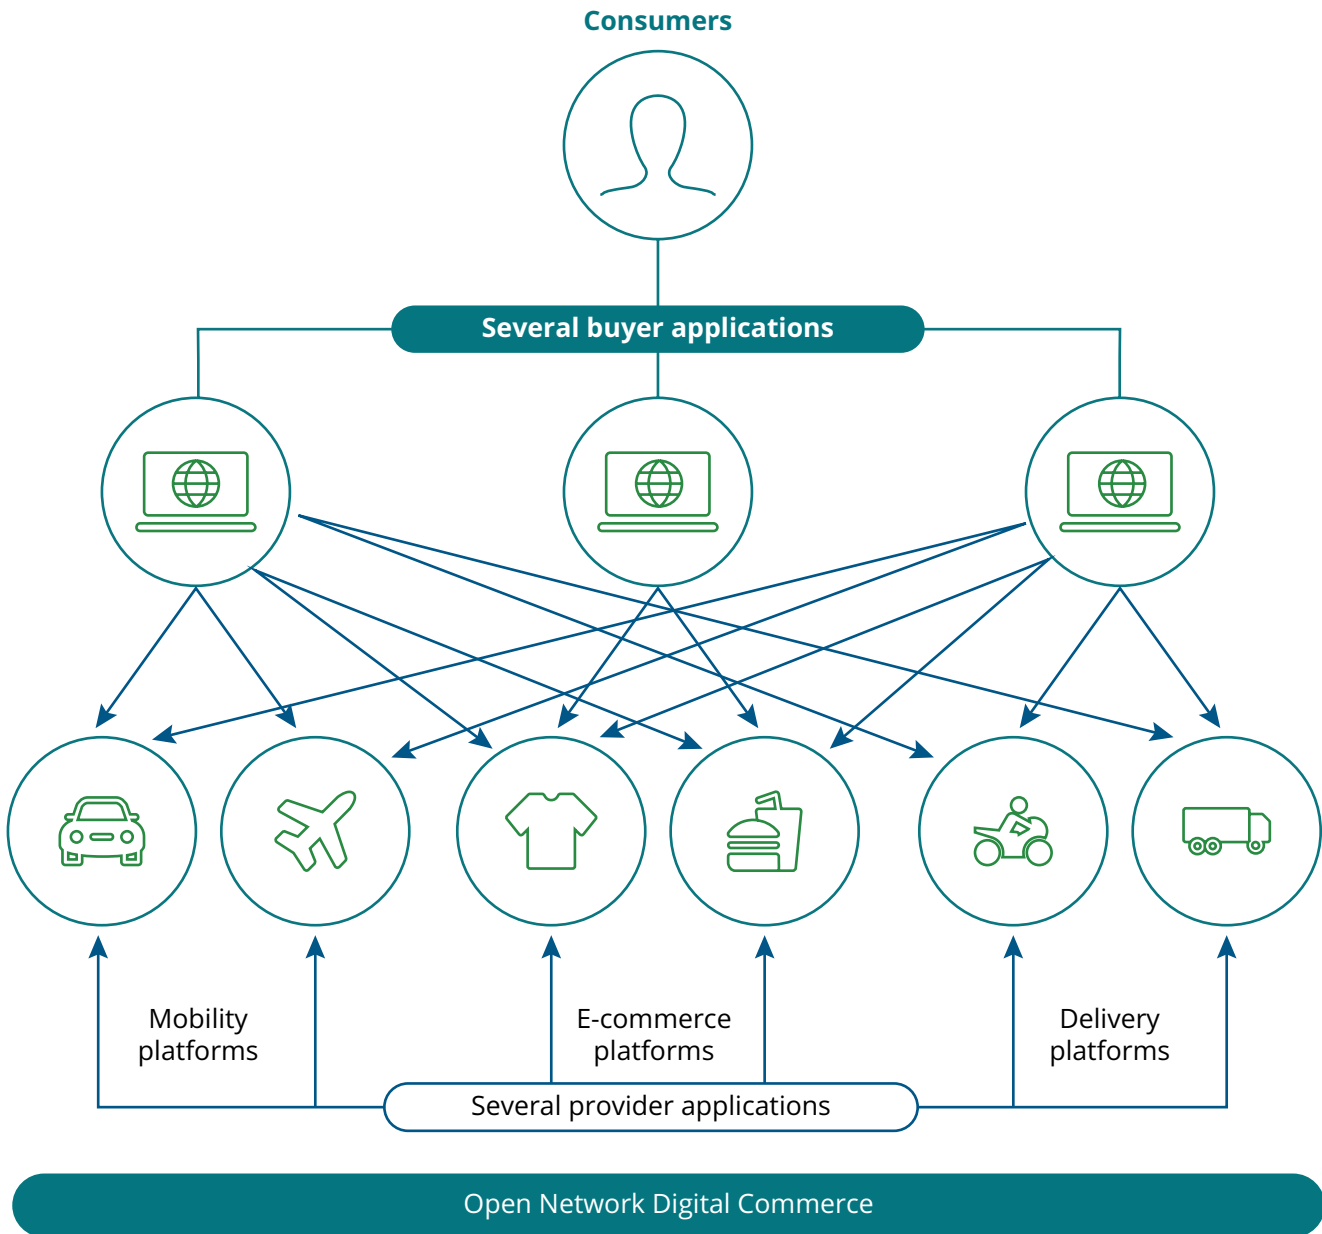 Consumers
Several buyer applications
Mobility
platforms
E-commerce
platforms
Delivery
platforms
Several provider applications
Open Network Digital Commerce